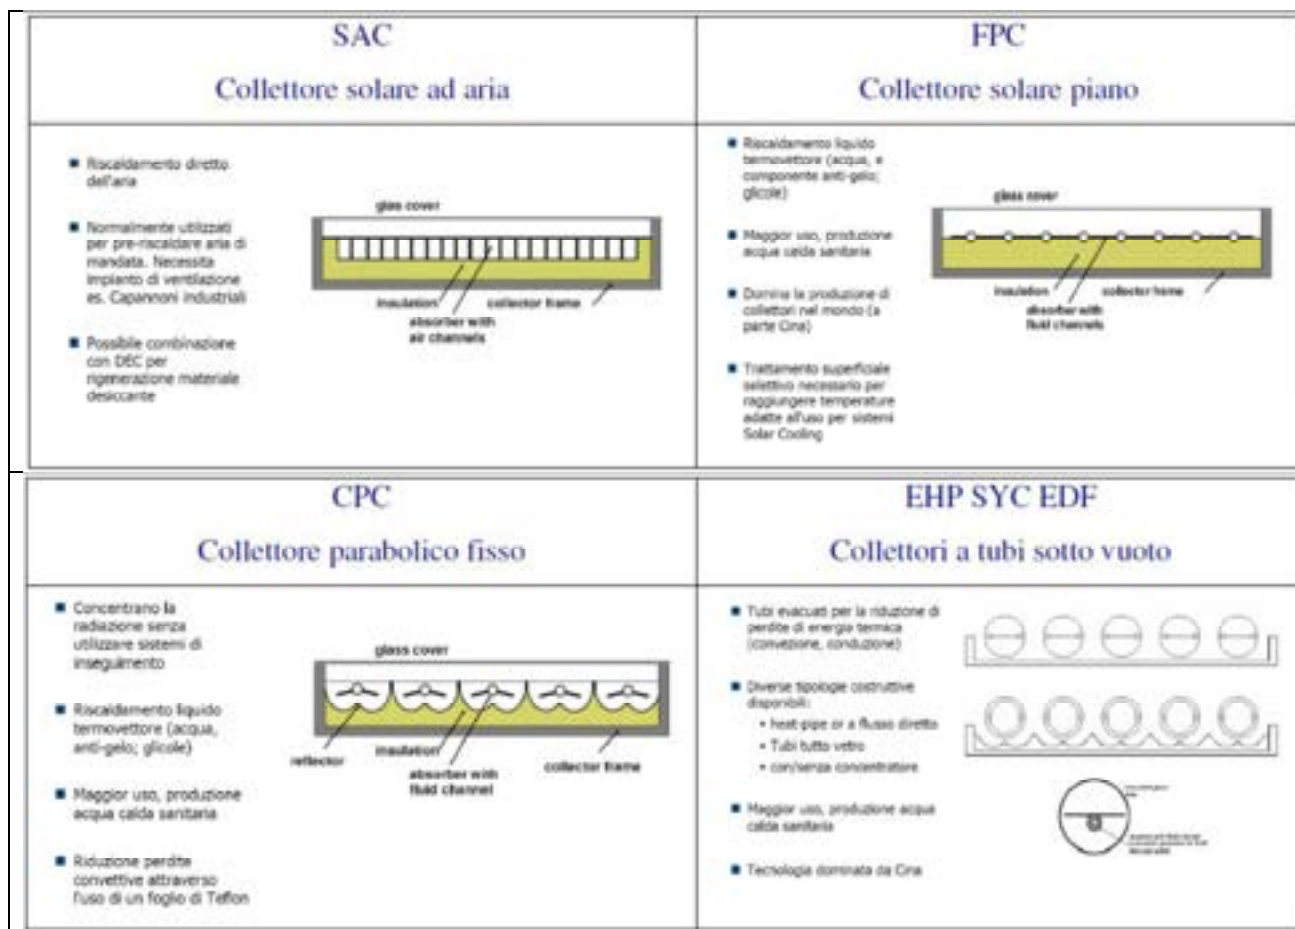 SAC
Collettore solare ad aria
Riscaldamento diretto
dell'aria
Normalmente utilizzati
per pre-riscaldare aria di
mandata. Necessita
impianto di ventilazione
es. Capannoni industriali
Possibile combinazione
con DEC per
rigenerazione materiale
desiccante
glas cover
insulation
collector frame
absorber with
air channels
FPC
Collettore solare piano
Riscaldamento liquido
termovettore (acqua, e
componente anti-gelo;
glicole)
Maggior uso, produzione
acqua calda sanitaria
Domina la produzione di
collettori nel mondo (a
parte Cina)
Trattamento superficiale
selettivo necessario per
raggiungere temperature
adatte all'uso per sistemi
Solar Cooling
glass cover
insulation
collector frame
absorber with
fluid channels
CPC
Collettore parabolico fisso
Concentrano la
radiazione senza
utilizzare sistemi di
inseguimento
Riscaldamento liquido
termovettore (acqua,
anti-gelo; glicole)
Maggior uso, produzione
acqua calda sanitaria
Riduzione perdite
convettive attraverso
l'uso di un foglio di Teflon
glass cover
reflector
insulation
absorber with
fluid channel
collector frame
EHP SYC EDF
Collettori a tubi sotto vuoto
Tubi evacuati per la riduzione di
perdite di energia termica
(convezione, conduzione)
Diverse tipologie costruttive
disponibili:
• heat-pipe or a flusso diretto
• Tubi tutto vetro
• con/senza concentratore
Maggior uso, produzione acqua
calda sanitaria
Tecnologia dominata da Cina